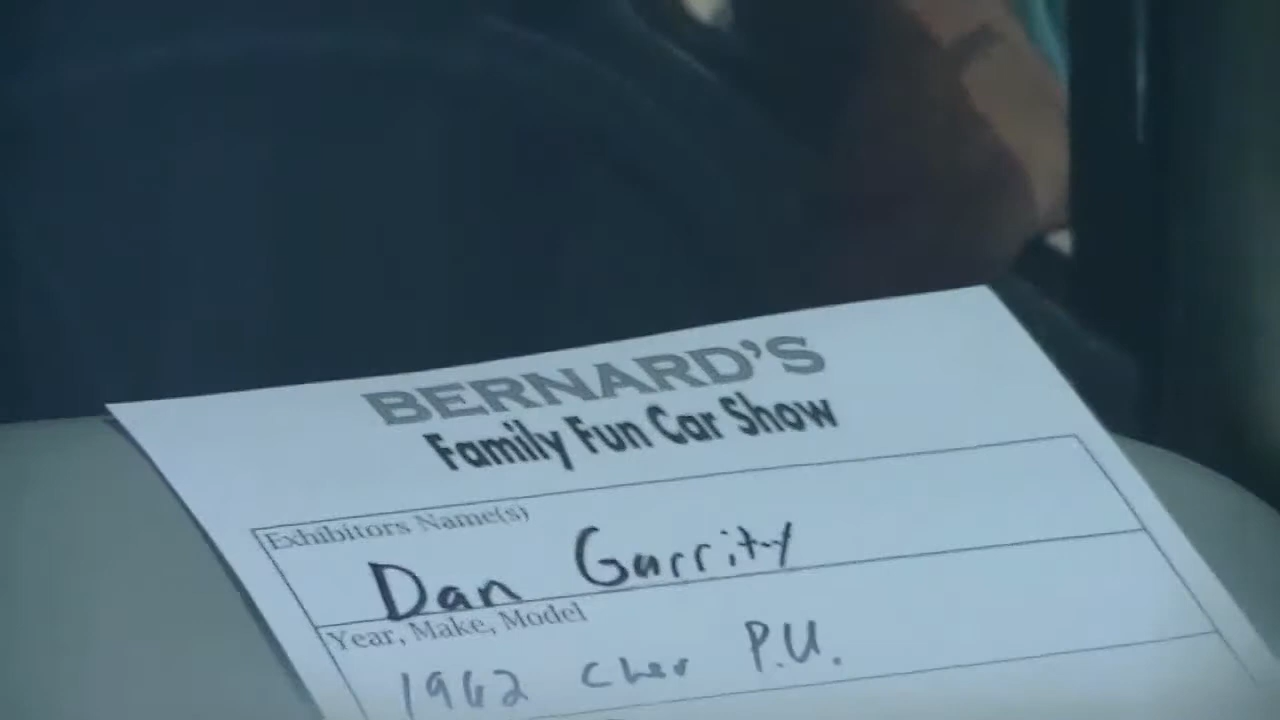 BERNARD'S
Family Fun Car Show
Exhibitors Name(s)
Dan Garrity
Year, Make, Model
1962 Chev P.U.